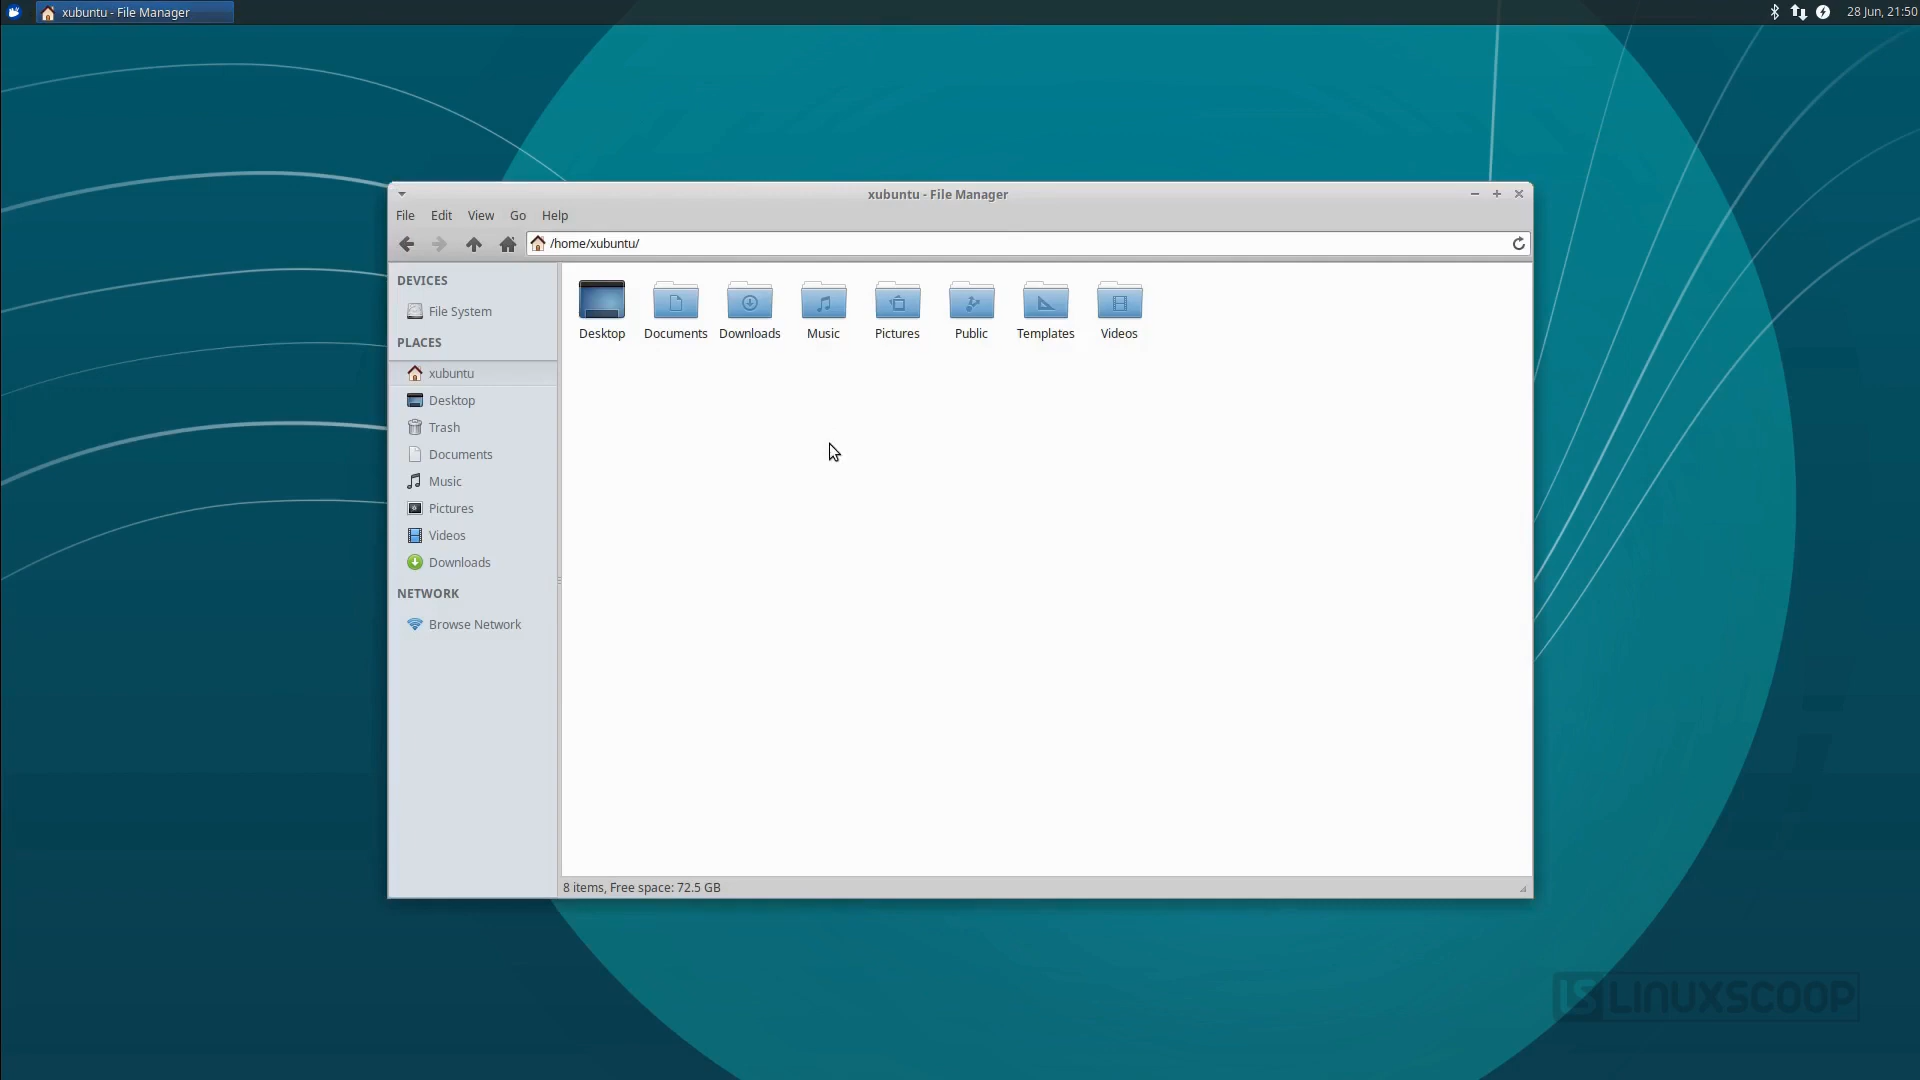 xubuntu - File Manager
28 Jun, 21:50
xubuntu - File Manager
File Edit View Go Help
/home/xubuntu/
DEVICES
File System
PLACES
xubuntu
Desktop
Trash
Documents
Music
Pictures
Videos
Downloads
NETWORK
Browse Network
Desktop Documents Downloads Music Pictures Public Templates Videos
8 items, Free space: 72.5 GB
LS LINUXSCOOP